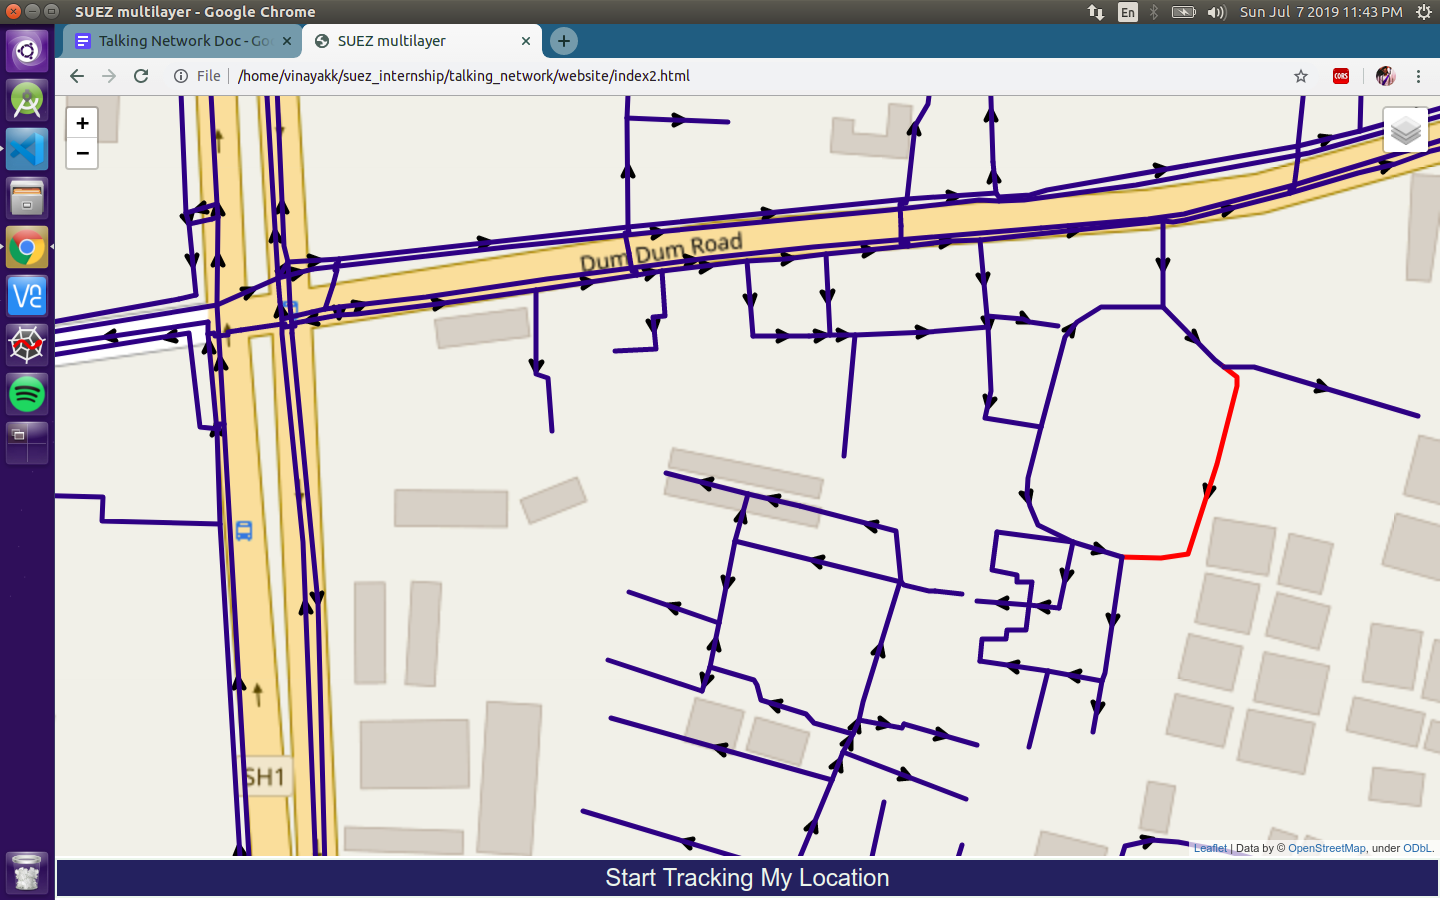 SUEZ multilayer - Google Chrome
En
Sun Jul 7 2019 11:43 PM
Talking Network Doc - Go
SUEZ multilayer
File
/home/vinayakk/suez_internship/talking_network/website/index2.html
CORS
+
−
Dum Dum Road
SH1
Leaflet | Data by © OpenStreetMap, under ODbL.
Start Tracking My Location